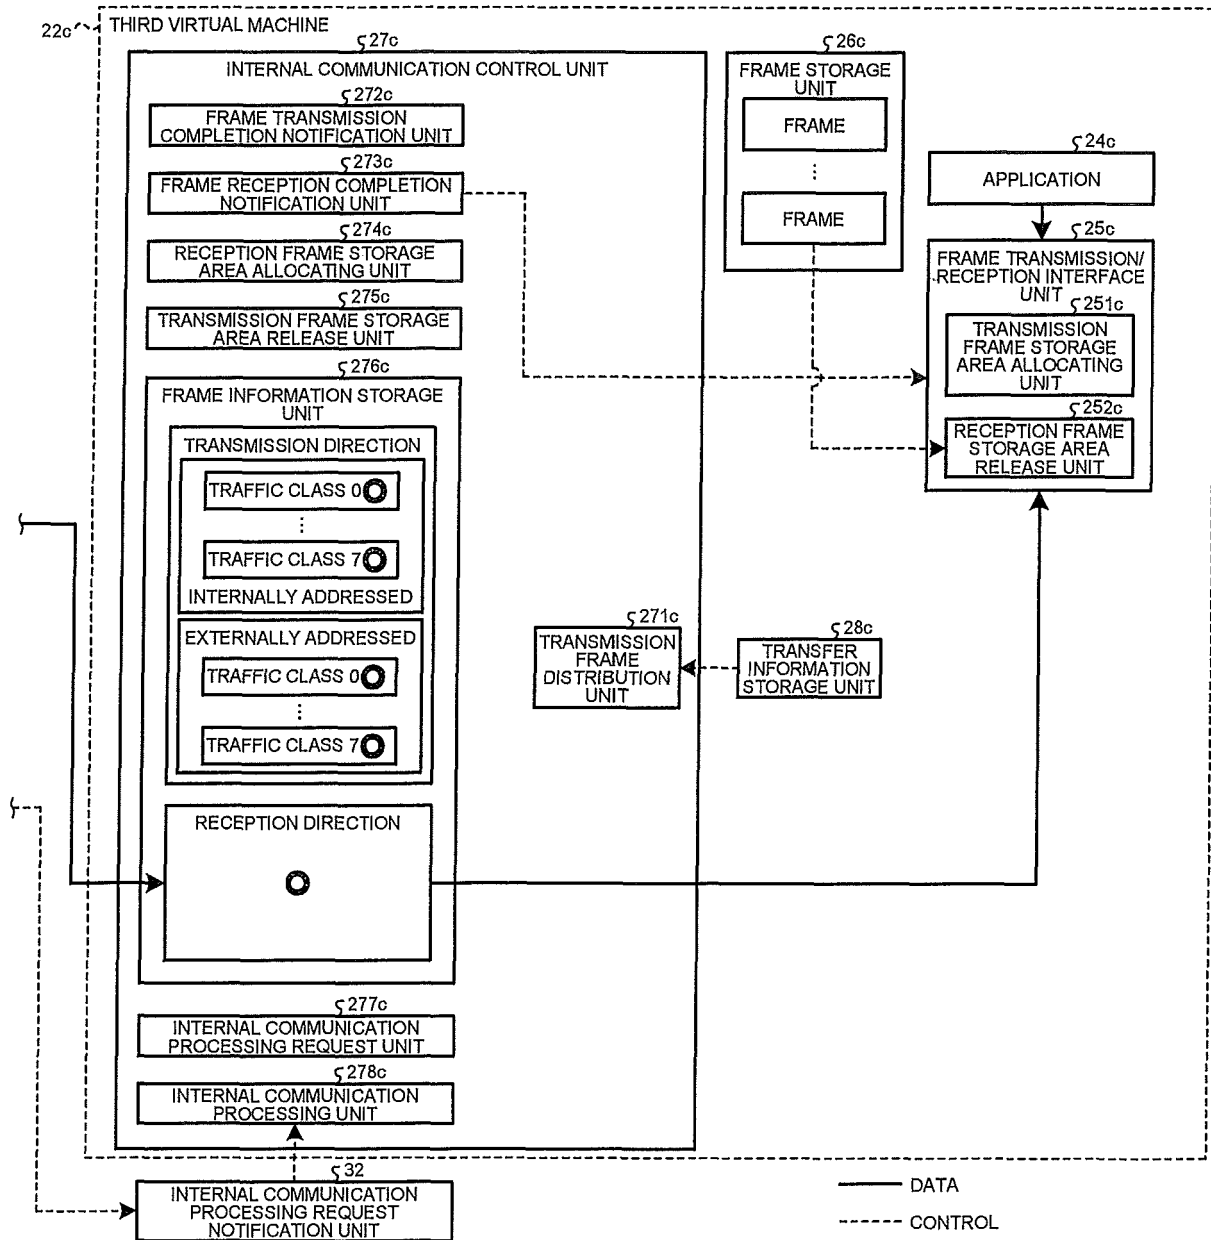 22c
THIRD VIRTUAL MACHINE
27c
INTERNAL COMMUNICATION CONTROL UNIT
272c
FRAME TRANSMISSION
COMPLETION NOTIFICATION UNIT
273c
FRAME RECEPTION COMPLETION
NOTIFICATION UNIT
274c
RECEPTION FRAME STORAGE
AREA ALLOCATING UNIT
275c
TRANSMISSION FRAME STORAGE
AREA RELEASE UNIT
276c
FRAME INFORMATION STORAGE
UNIT
TRANSMISSION DIRECTION
TRAFFIC CLASS 0
⋮
TRAFFIC CLASS 7
INTERNALLY ADDRESSED
EXTERNALLY ADDRESSED
TRAFFIC CLASS 0
⋮
TRAFFIC CLASS 7
RECEPTION DIRECTION
277c
INTERNAL COMMUNICATION
PROCESSING REQUEST UNIT
278c
INTERNAL COMMUNICATION
PROCESSING UNIT
32
INTERNAL COMMUNICATION
PROCESSING REQUEST
NOTIFICATION UNIT
271c
TRANSMISSION
FRAME
DISTRIBUTION
UNIT
28c
TRANSFER
INFORMATION
STORAGE UNIT
26c
FRAME STORAGE
UNIT
FRAME
⋮
FRAME
24c
APPLICATION
25c
FRAME TRANSMISSION/
RECEPTION INTERFACE
UNIT
251c
TRANSMISSION
FRAME STORAGE
AREA ALLOCATING
UNIT
252c
RECEPTION FRAME
STORAGE AREA
RELEASE UNIT
DATA
CONTROL